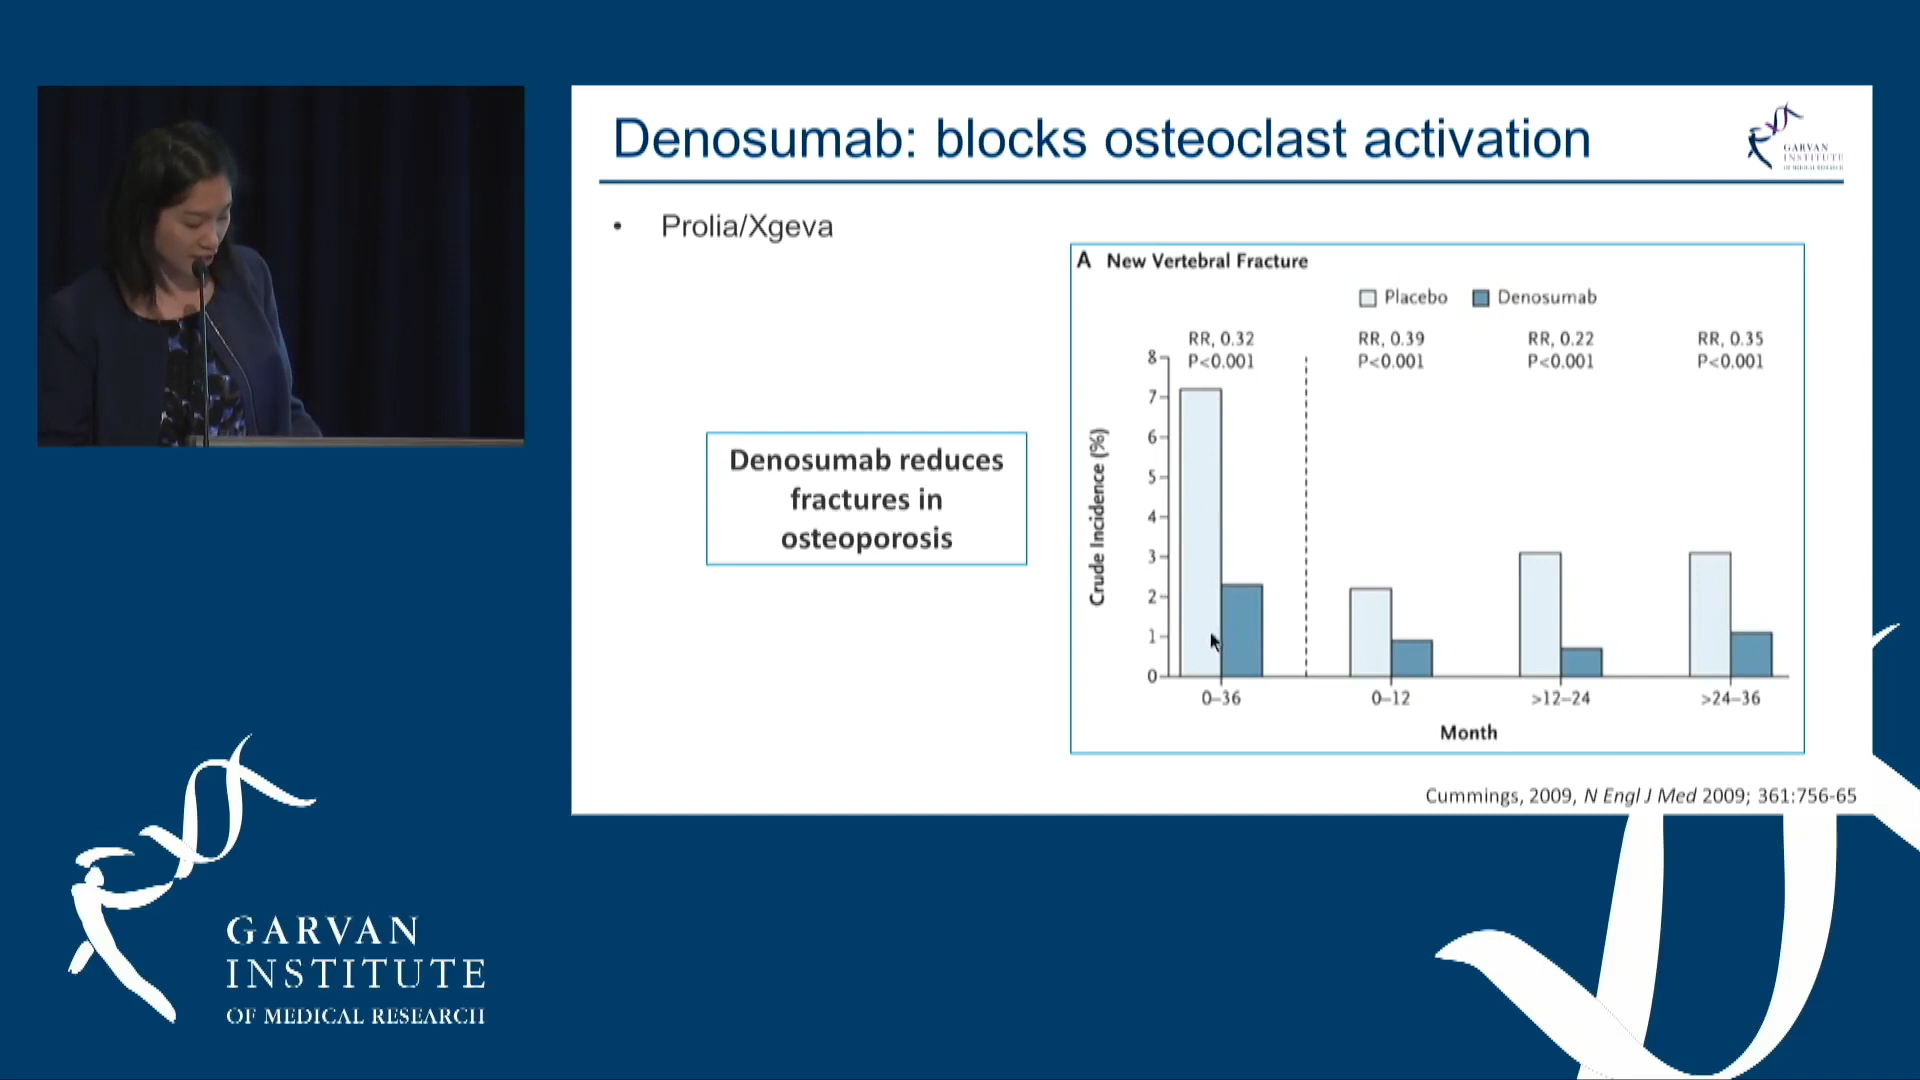 Denosumab: blocks osteoclast activation
GARVAN
INSTITUTE
OF MEDICAL RESEARCH
• Prolia/Xgeva
A New Vertebral Fracture
Placebo Denosumab
RR, 0.32 RR, 0.39 RR, 0.22 RR, 0.35
P<0.001 P<0.001 P<0.001 P<0.001
8
7
6
5
4
3
2
1
0
Crude Incidence (%)
0–36 0–12 >12–24 >24–36
Month
Denosumab reduces
fractures in
osteoporosis
Cummings, 2009, N Engl J Med 2009; 361:756-65
GARVAN
INSTITUTE
OF MEDICAL RESEARCH